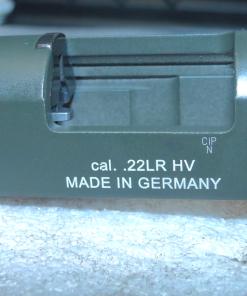 CIP
N
cal. .22LR HV
MADE IN GERMANY